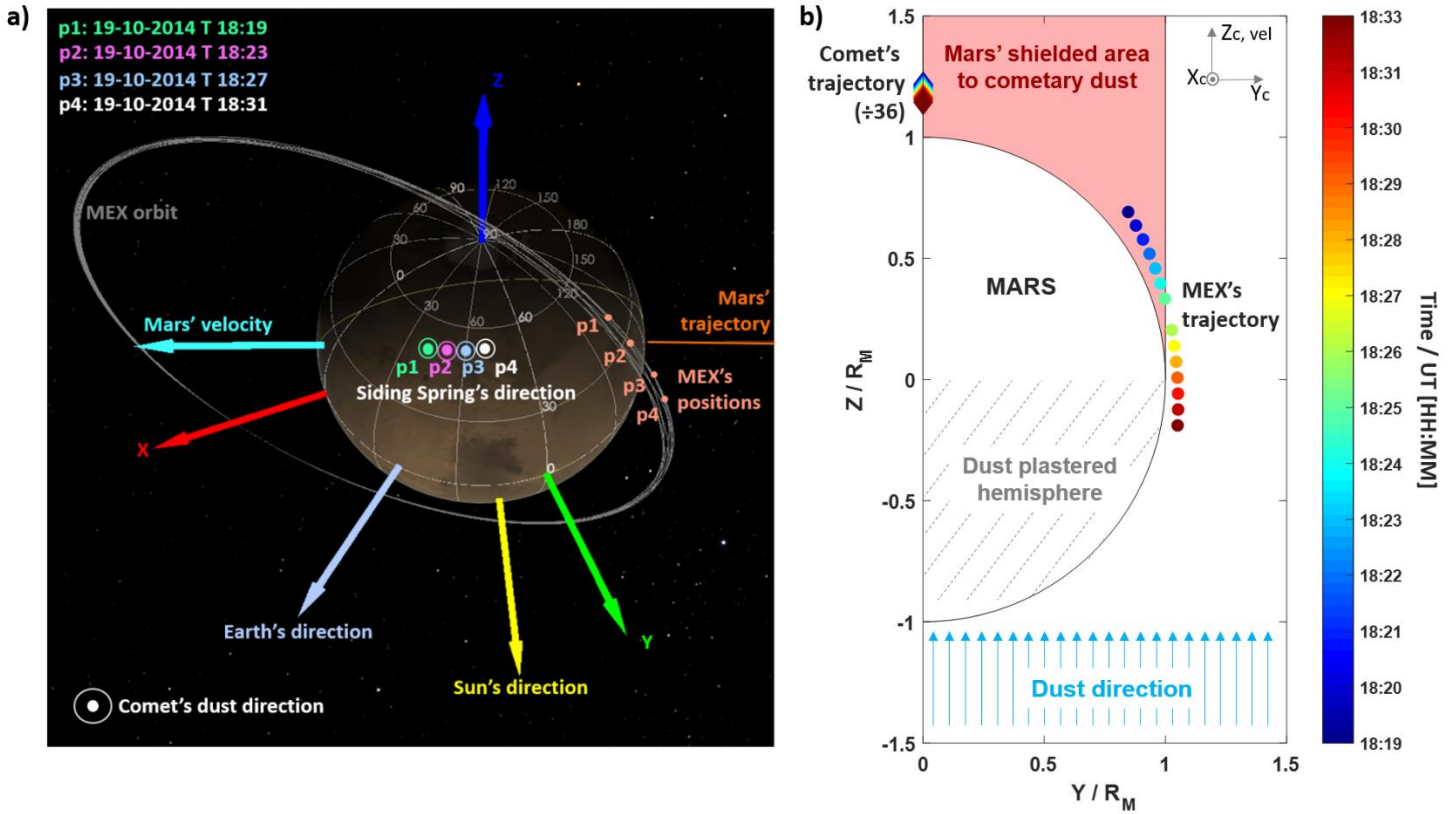 a)
p1: 19-10-2014 T 18:19
p2: 19-10-2014 T 18:23
p3: 19-10-2014 T 18:27
p4: 19-10-2014 T 18:31
Z
MEX orbit
90
120
60
150
30
180
90
0
150
120
30
60
60
Mars'
trajectory
Mars' velocity
p1
p2
p3
p4
MEX's
positions
p1 p2 p3 p4
Siding Spring's direction
30
0
X
Earth's direction
Sun's direction
Y
Comet's dust direction
b)
1.5
1
0.5
0
-0.5
-1
-1.5
Z / R_M
0
0.5
1
1.5
Y / R_M
Comet's
trajectory
(÷36)
Mars' shielded area
to cometary dust
Zc, vel
Xc
Yc
MARS
MEX's
trajectory
Dust plastered
hemisphere
Dust direction
18:33
18:31
18:30
18:29
18:28
18:27
18:26
18:25
18:24
18:23
18:22
18:21
18:20
18:19
Time / UT [HH:MM]